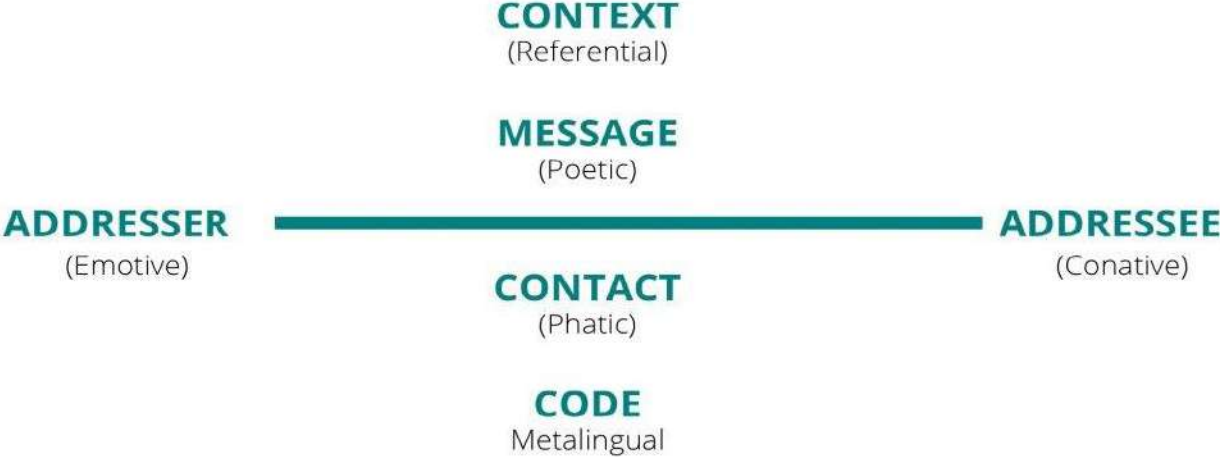 CONTEXT
(Referential)
MESSAGE
(Poetic)
ADDRESSER
(Emotive)
ADDRESSEE
(Conative)
CONTACT
(Phatic)
CODE
Metalingual